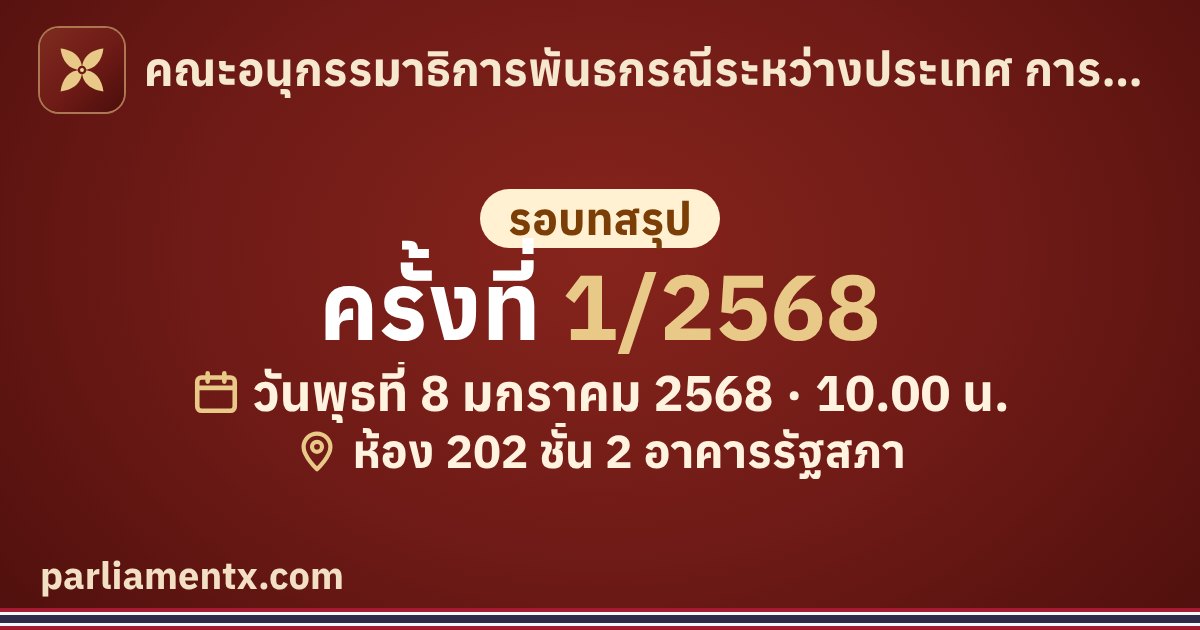 คณะอนุกรรมาธิการพันธกรณีระหว่างประเทศ การ...
รอบทสรุป
ครั้งที่ 1/2568
วันพุธที่ 8 มกราคม 2568 · 10.00 น.
ห้อง 202 ชั้น 2 อาคารรัฐสภา
parliamentx.com